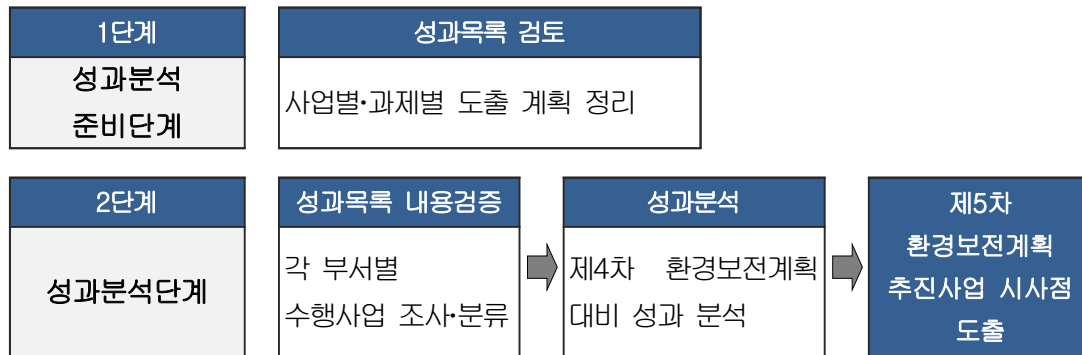 1단계
성과분석
준비단계
성과목록 검토
사업별•과제별 도출 계획 정리
2단계
성과분석단계
성과목록 내용검증
각 부서별
수행사업 조사•분류
성과분석
제4차 환경보전계획
대비 성과 분석
제5차
환경보전계획
추진사업 시사점
도출